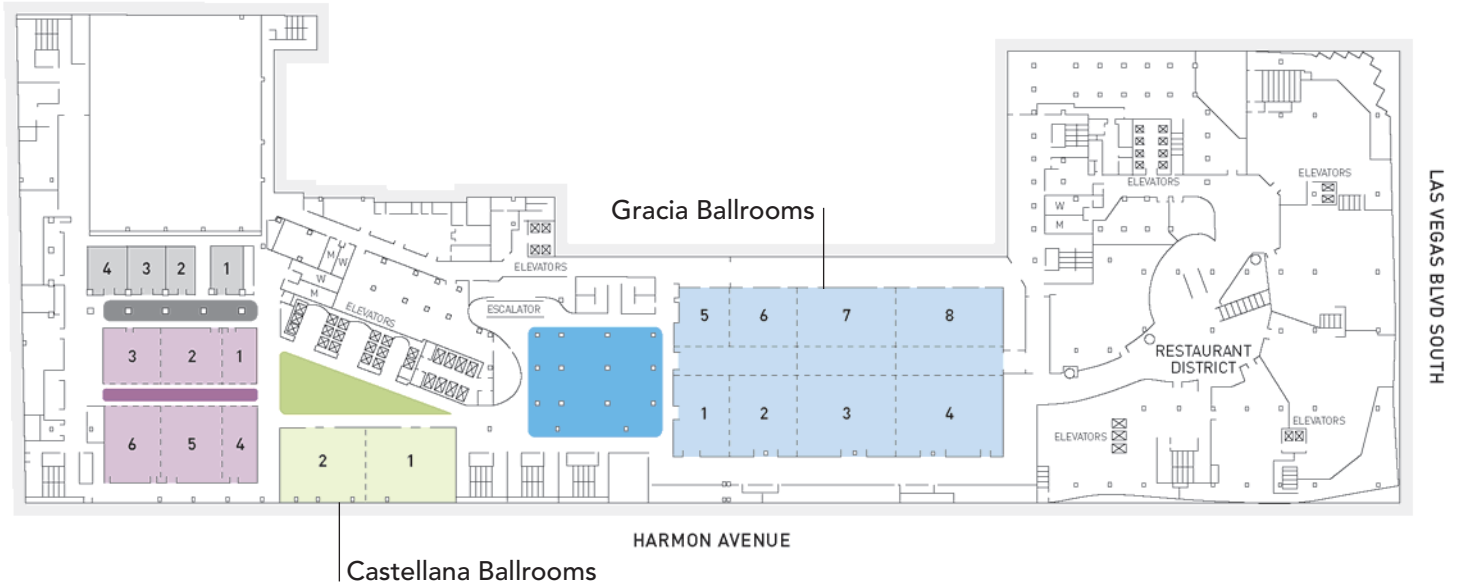 ELEVATORS
ELEVATORS
W
M
LAS VEGAS BLVD SOUTH
Gracia Ballrooms
4 3 2 1
M
W
W
M
ELEVATORS
ELEVATORS
ESCALATOR
5 6 7 8
3 2 1
RESTAURANT
DISTRICT
1 2 3 4
6 5 4
2 1
ELEVATORS
ELEVATORS
HARMON AVENUE
Castellana Ballrooms